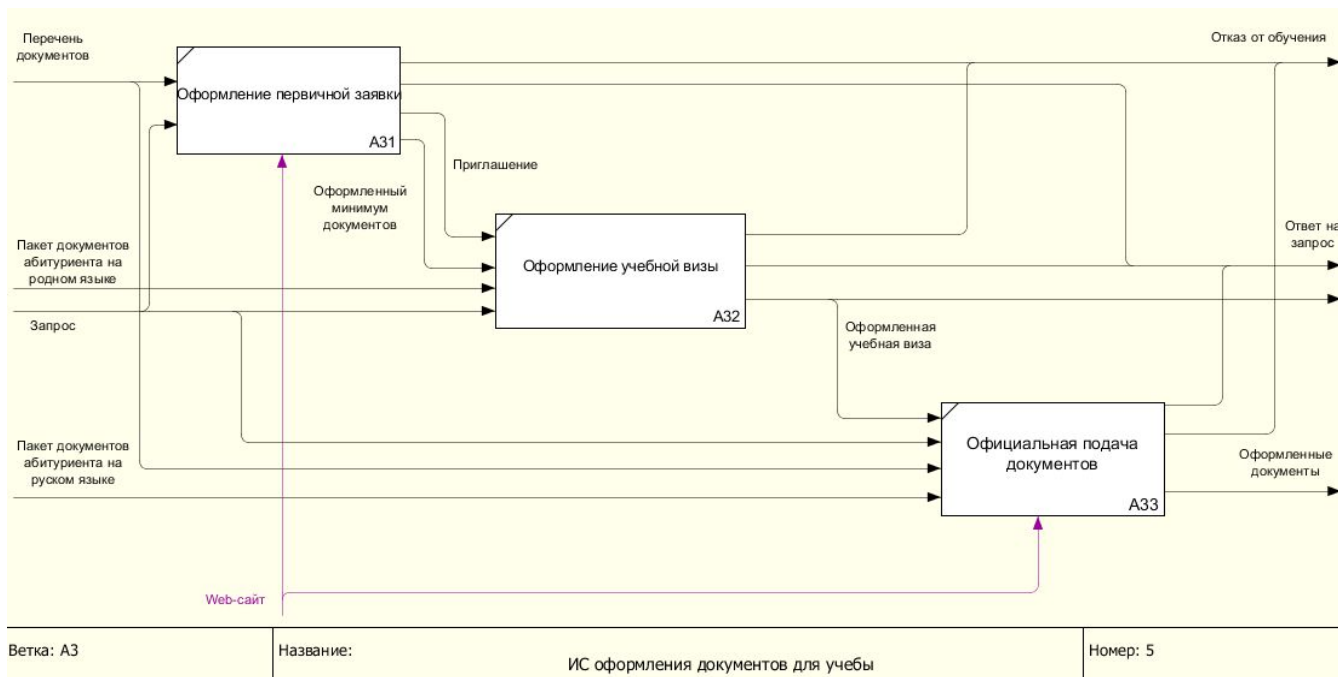 Перечень
документов
Отказ от обучения
Оформление первичной заявки
A31
Приглашение
Оформленный
минимум
документов
Пакет документов
абитуриента на
родном языке
Ответ на
запрос
Оформление учебной визы
A32
Запрос
Оформленная
учебная виза
Пакет документов
абитуриента на
руском языке
Официальная подача
документов
A33
Оформленные
документы
Web-сайт
Ветка: A3
Название:
ИС оформления документов для учебы
Номер: 5